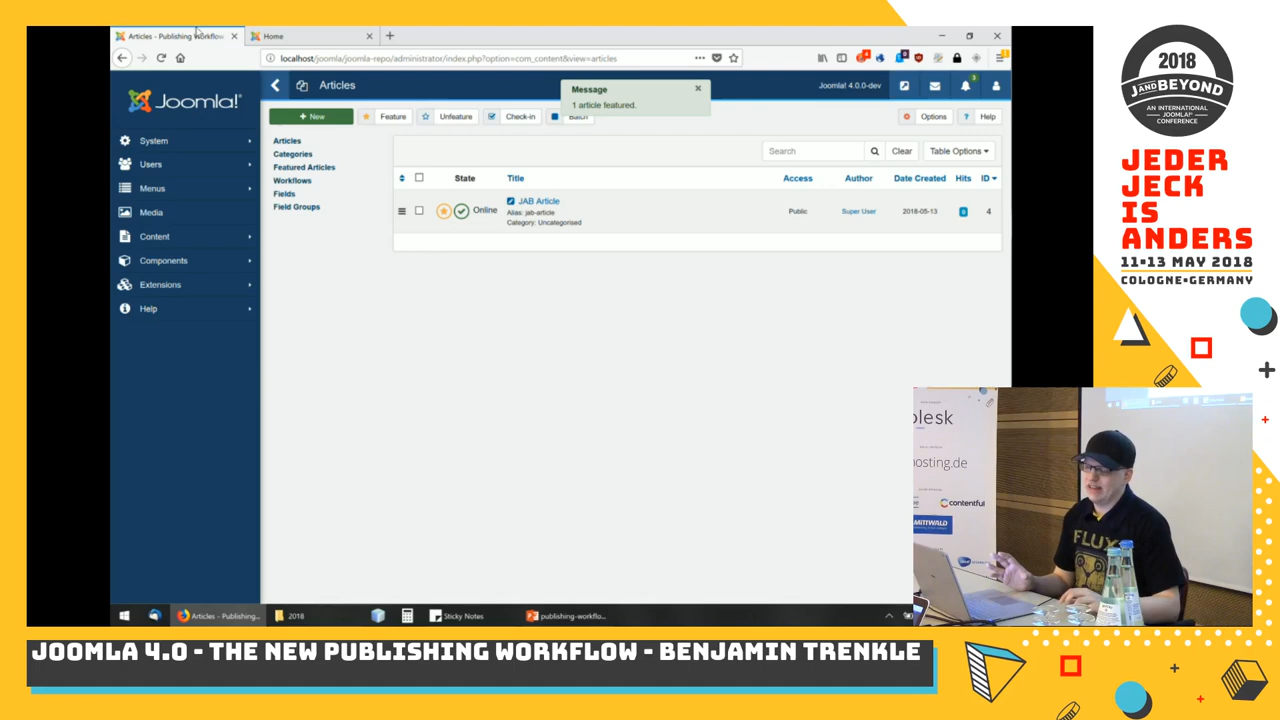 Articles - Publishing Workflow
Home
localhost/joomla/joomla-repo/administrator/index.php?option=com_content&view=articles
Joomla!
Articles
Message
1 article featured.
Joomla! 4.0.0-dev
3
New
Feature
Unfeature
Check-in
Batch
Options
Help
System
Users
Menus
Media
Content
Components
Extensions
Help
Articles
Categories
Featured Articles
Workflows
Fields
Field Groups
Search
Clear
Table Options
State
Title
Access
Author
Date Created
Hits
ID
Online
JAB Article
Alias: jab-article
Category: Uncategorised
Public
Super User
2018-05-13
0
4
Articles - Publishing...
2018
Sticky Notes
publishing-workflo...
2018
JANDBEYOND
AN INTERNATIONAL
JOOMLA!®
CONFERENCE
JEDER
JECK
IS
ANDERS
11-13 MAY 2018
COLOGNE•GERMANY
plesk
hosting.de
contentful
MITTWALD
FLUX
JOOMLA 4.0 - THE NEW PUBLISHING WORKFLOW - BENJAMIN TRENKLE